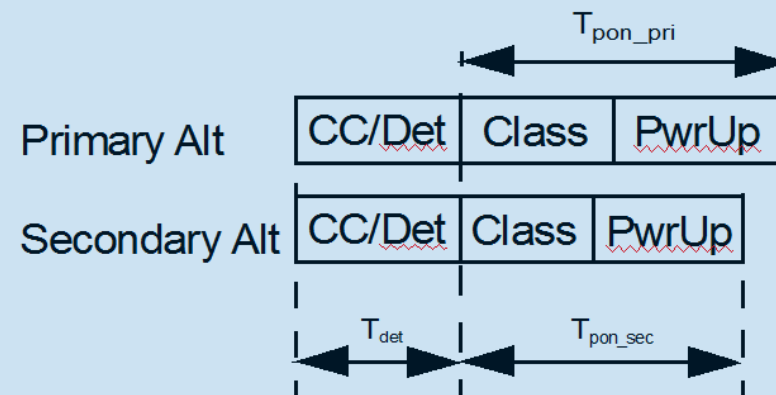 Tpon_pri
Primary Alt CC/Det Class PwrUp
Secondary Alt CC/Det Class PwrUp
Tdet Tpon_sec